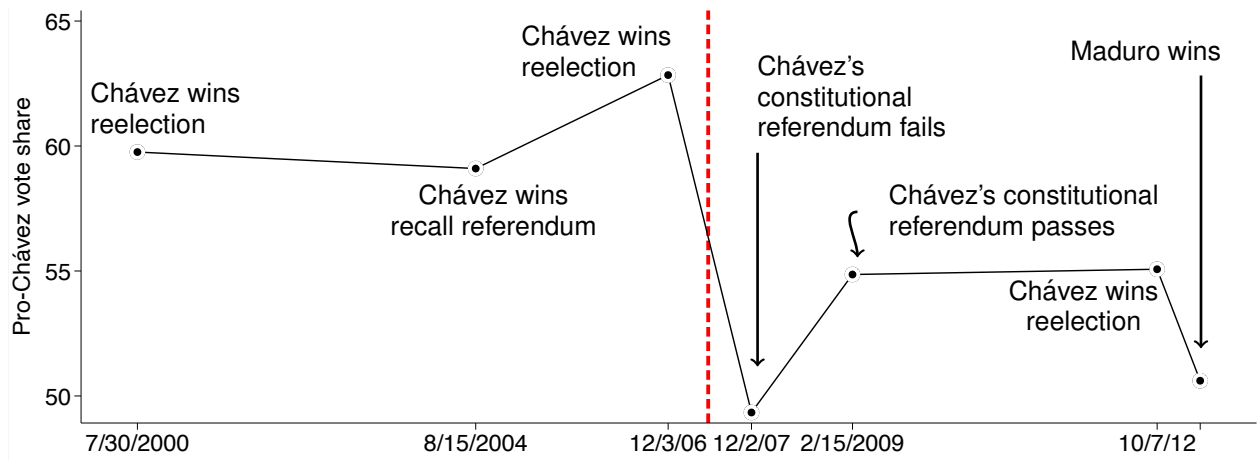 65
60
55
50
Pro-Chávez vote share
Chávez wins
reelection
Chávez wins
recall referendum
Chávez wins
reelection
Chávez's
constitutional
referendum fails
Chávez's constitutional
referendum passes
Chávez wins
reelection
Maduro wins
7/30/2000
8/15/2004
12/3/06
12/2/07
2/15/2009
10/7/12